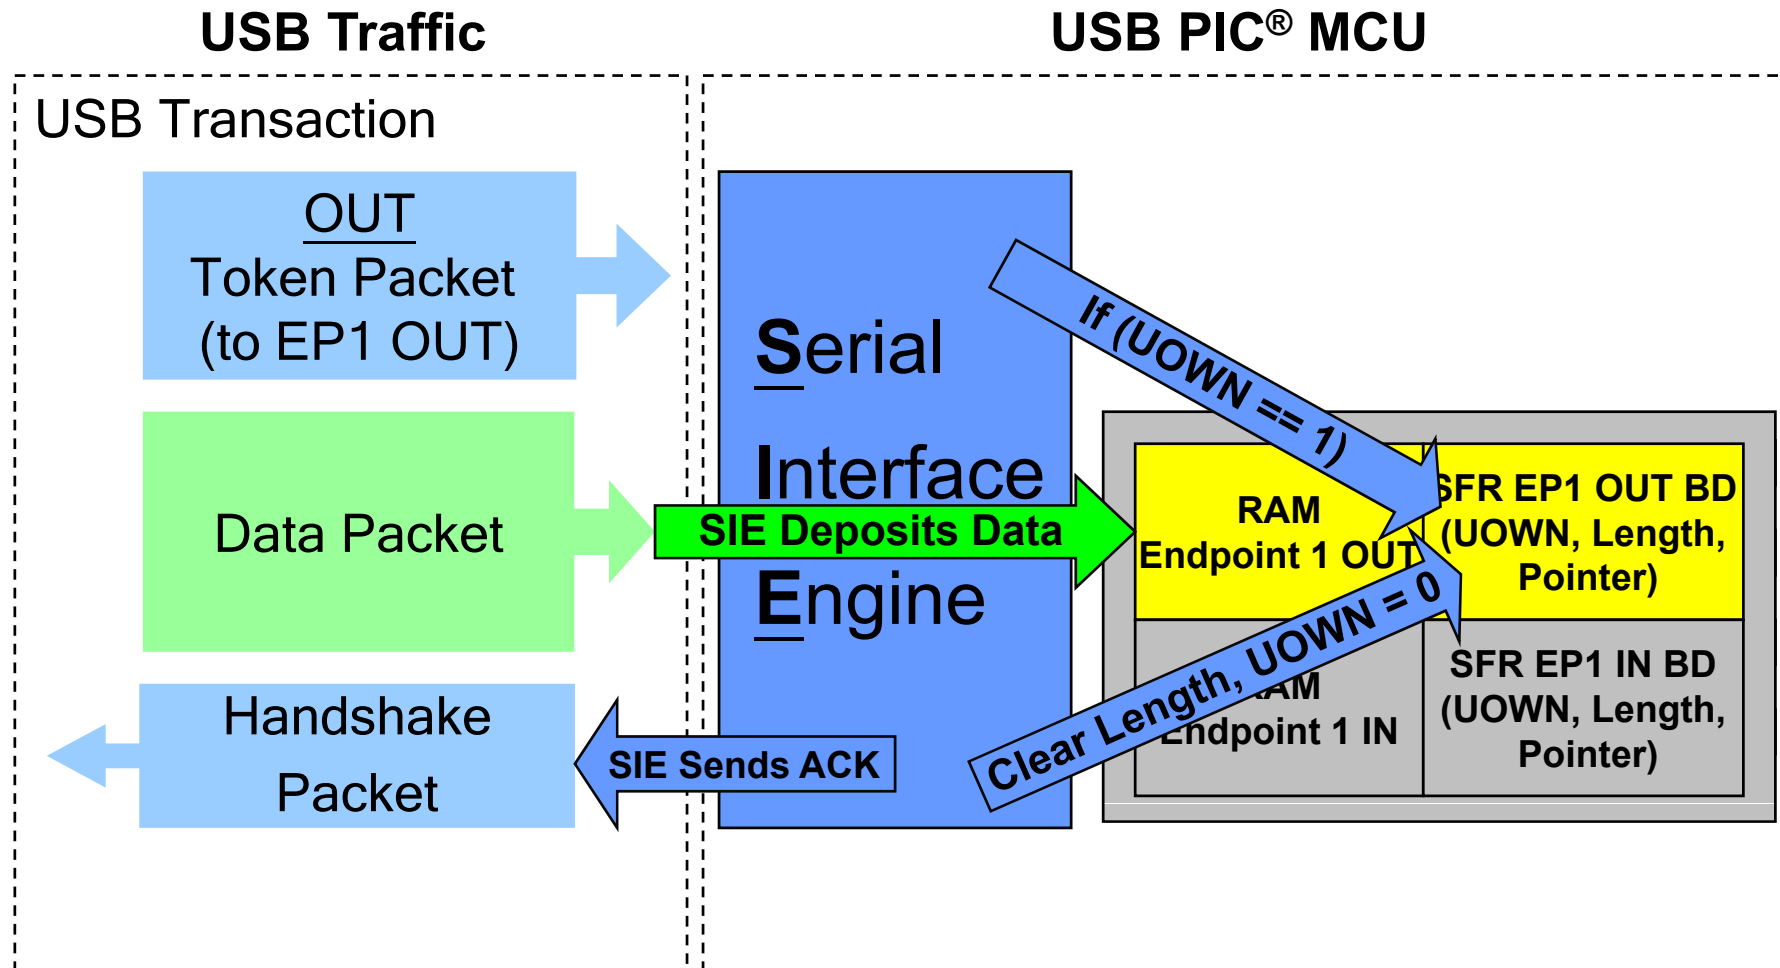 USB Traffic
USB PIC® MCU
USB Transaction
OUT
Token Packet
(to EP1 OUT)
Data Packet
Handshake
Packet
Serial
Interface
Engine
If (UOWN == 1)
SIE Deposits Data
Clear Length, UOWN = 0
SIE Sends ACK
RAM
Endpoint 1 OUT
SFR EP1 OUT BD
(UOWN, Length,
Pointer)
RAM
Endpoint 1 IN
SFR EP1 IN BD
(UOWN, Length,
Pointer)